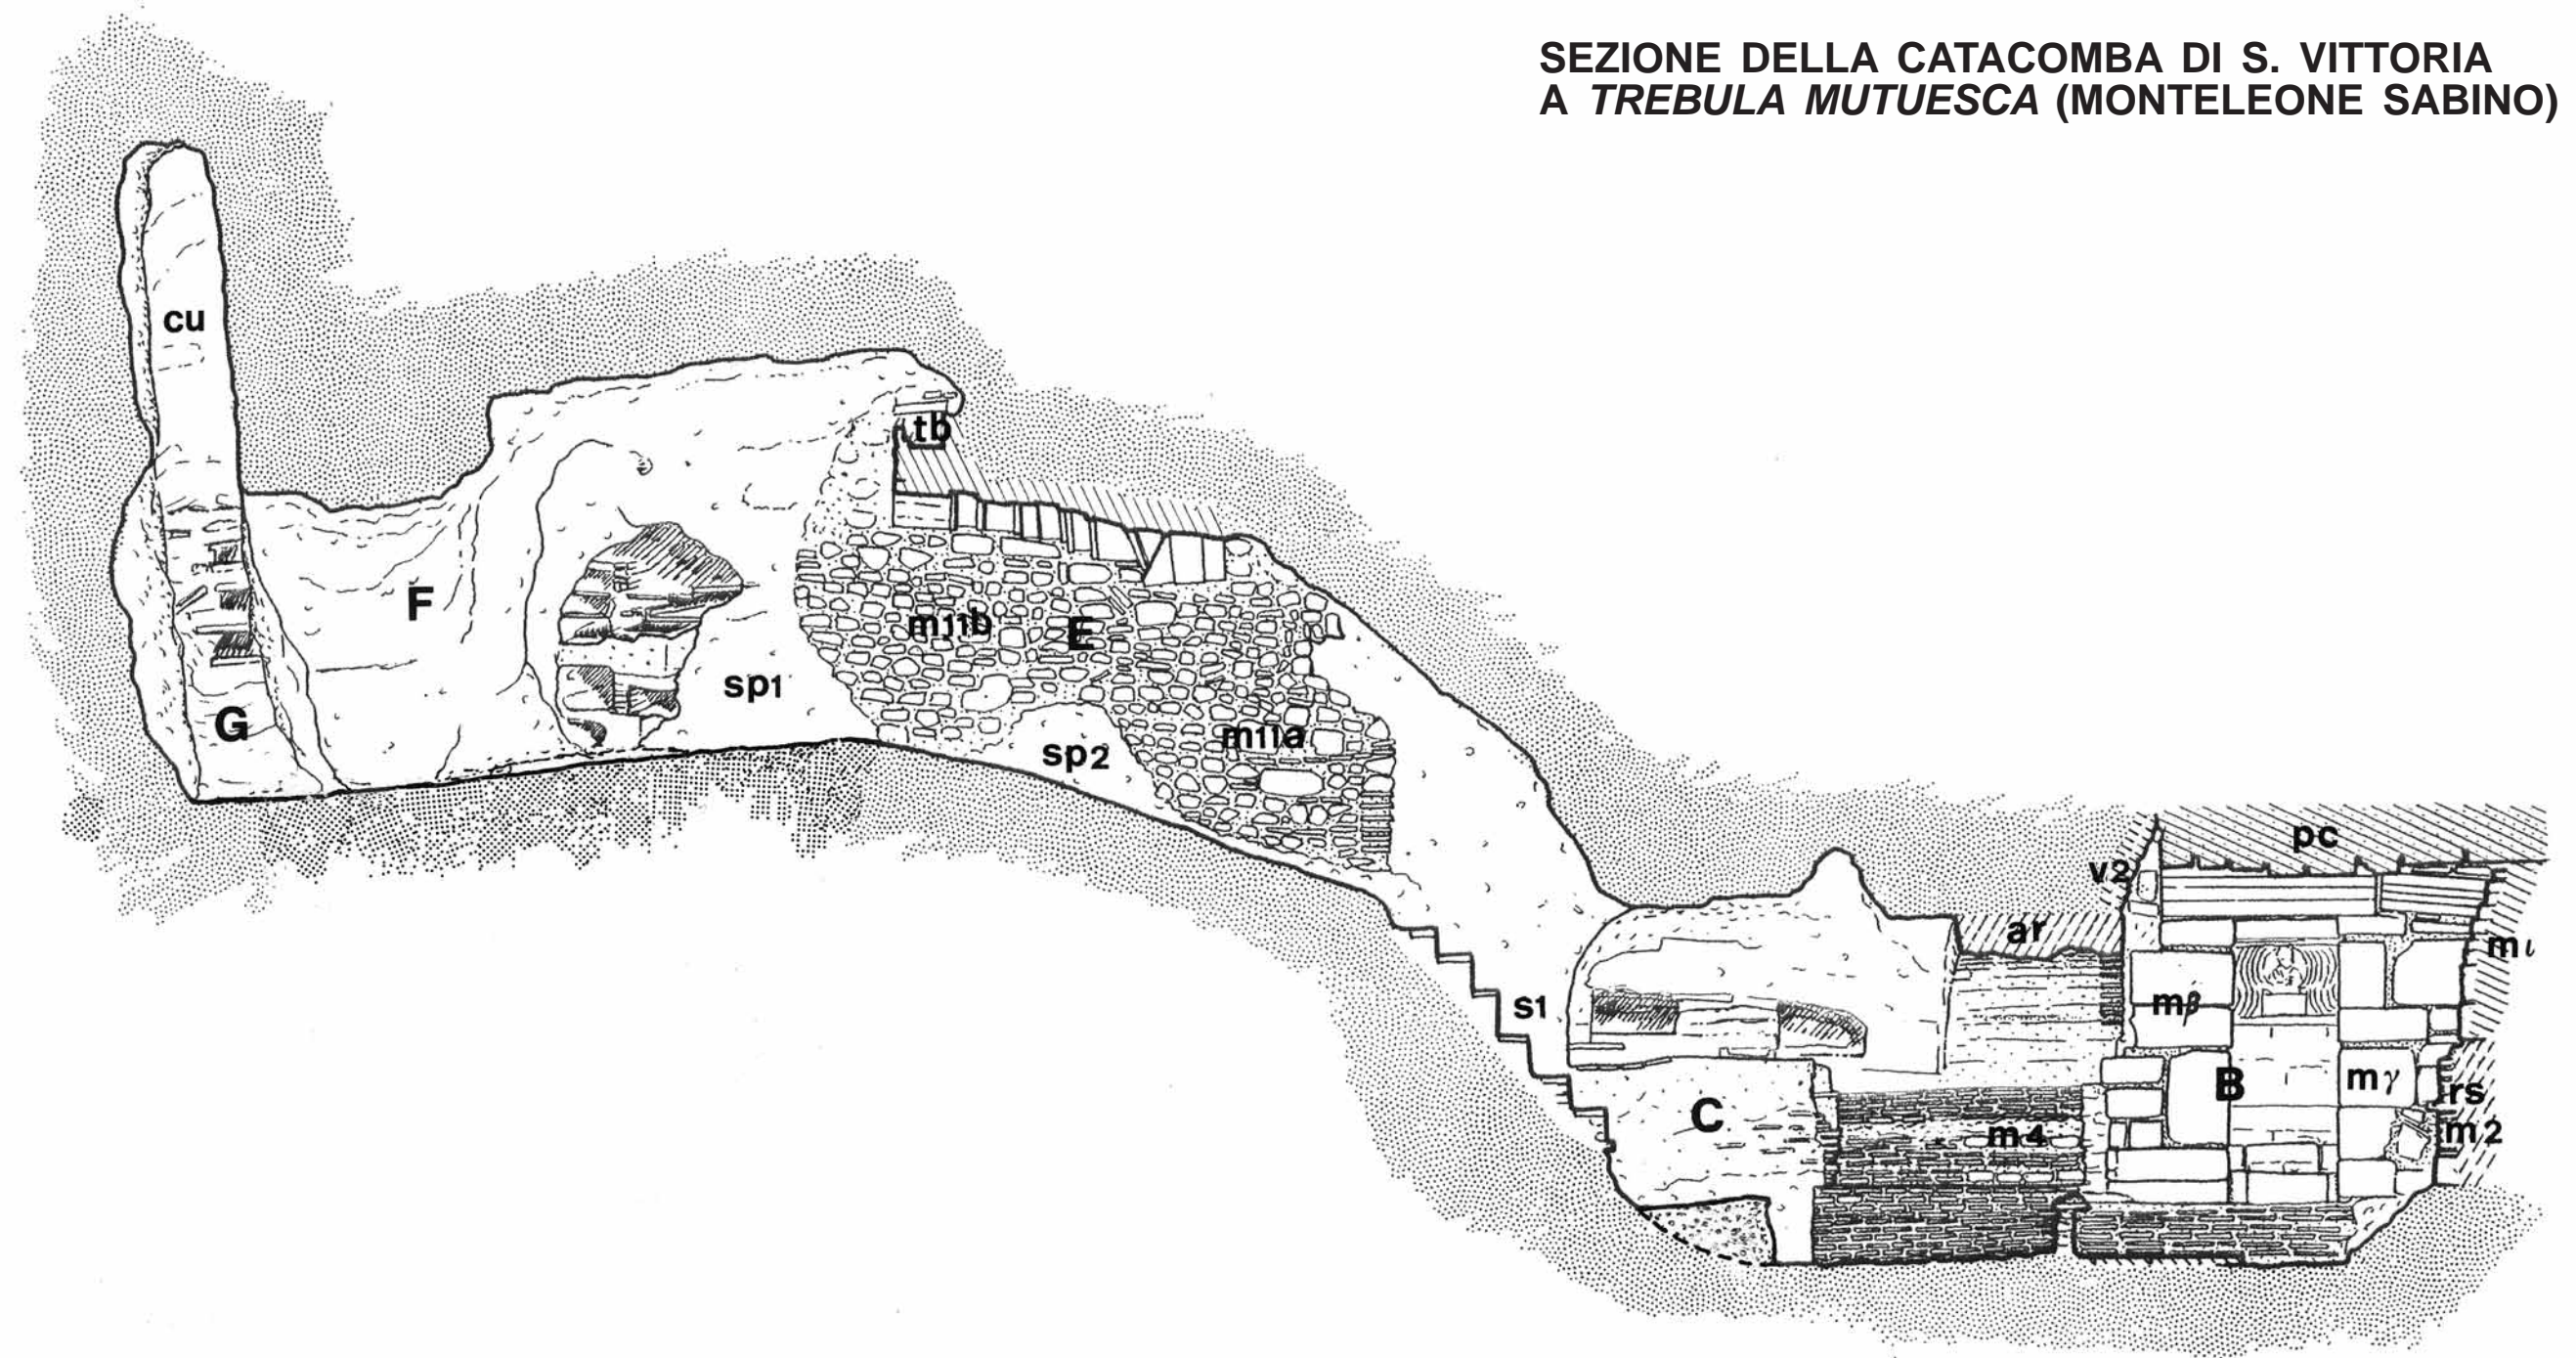 SEZIONE DELLA CATACOMBA DI S. VITTORIA
A TREBULA MUTUESCA (MONTELEONE SABINO)
cu
tb
F
m11b
E
sp1
G
m11a
sp2
pc
v2
ar
mι
s1
mβ
C
B
mγ
rs
m4
m2